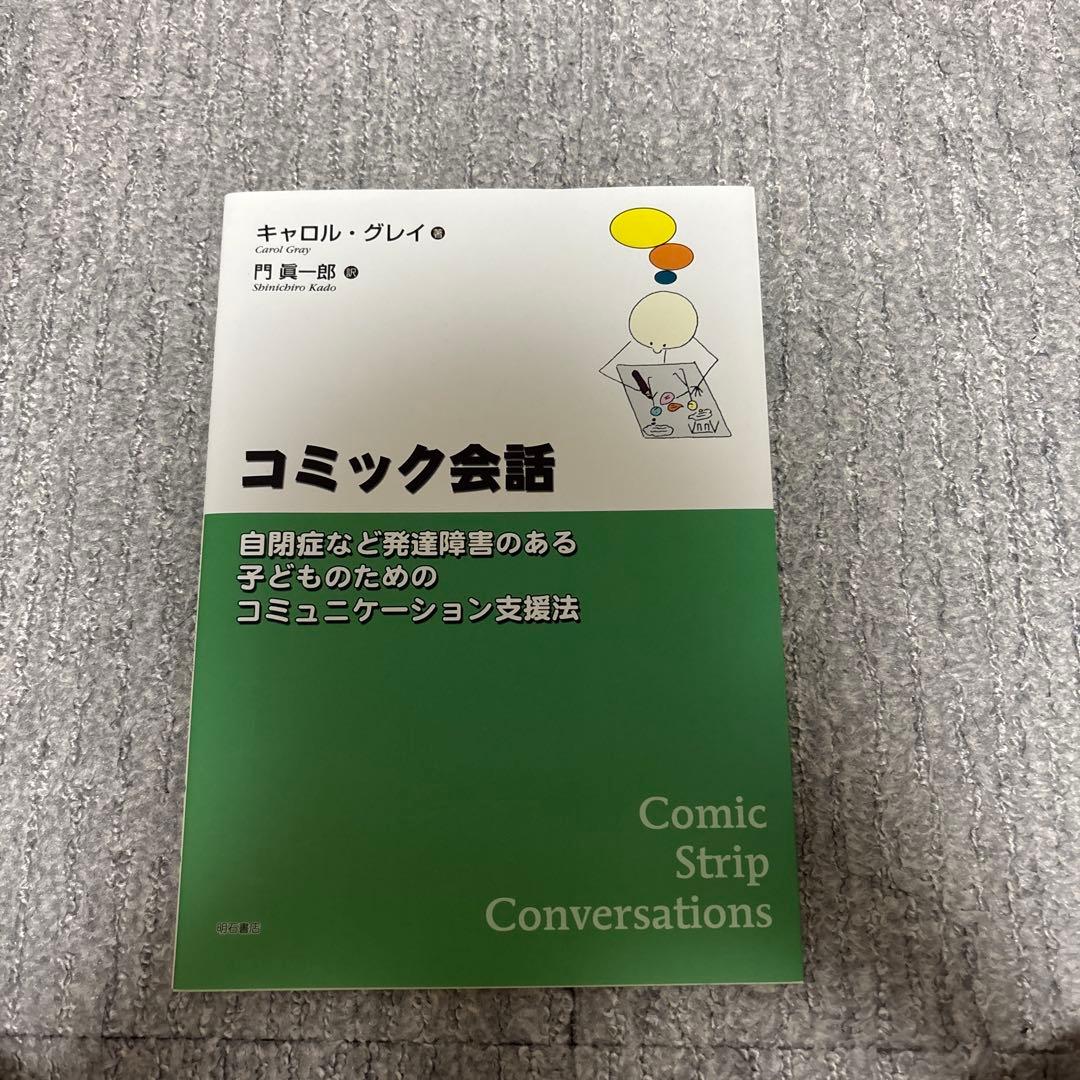 キャロル・グレイ 著
Carol Gray
門 眞一郎 訳
Shinichiro Kado
コミック会話
自閉症など発達障害のある
子どものための
コミュニケーション支援法
Comic
Strip
Conversations
明石書店